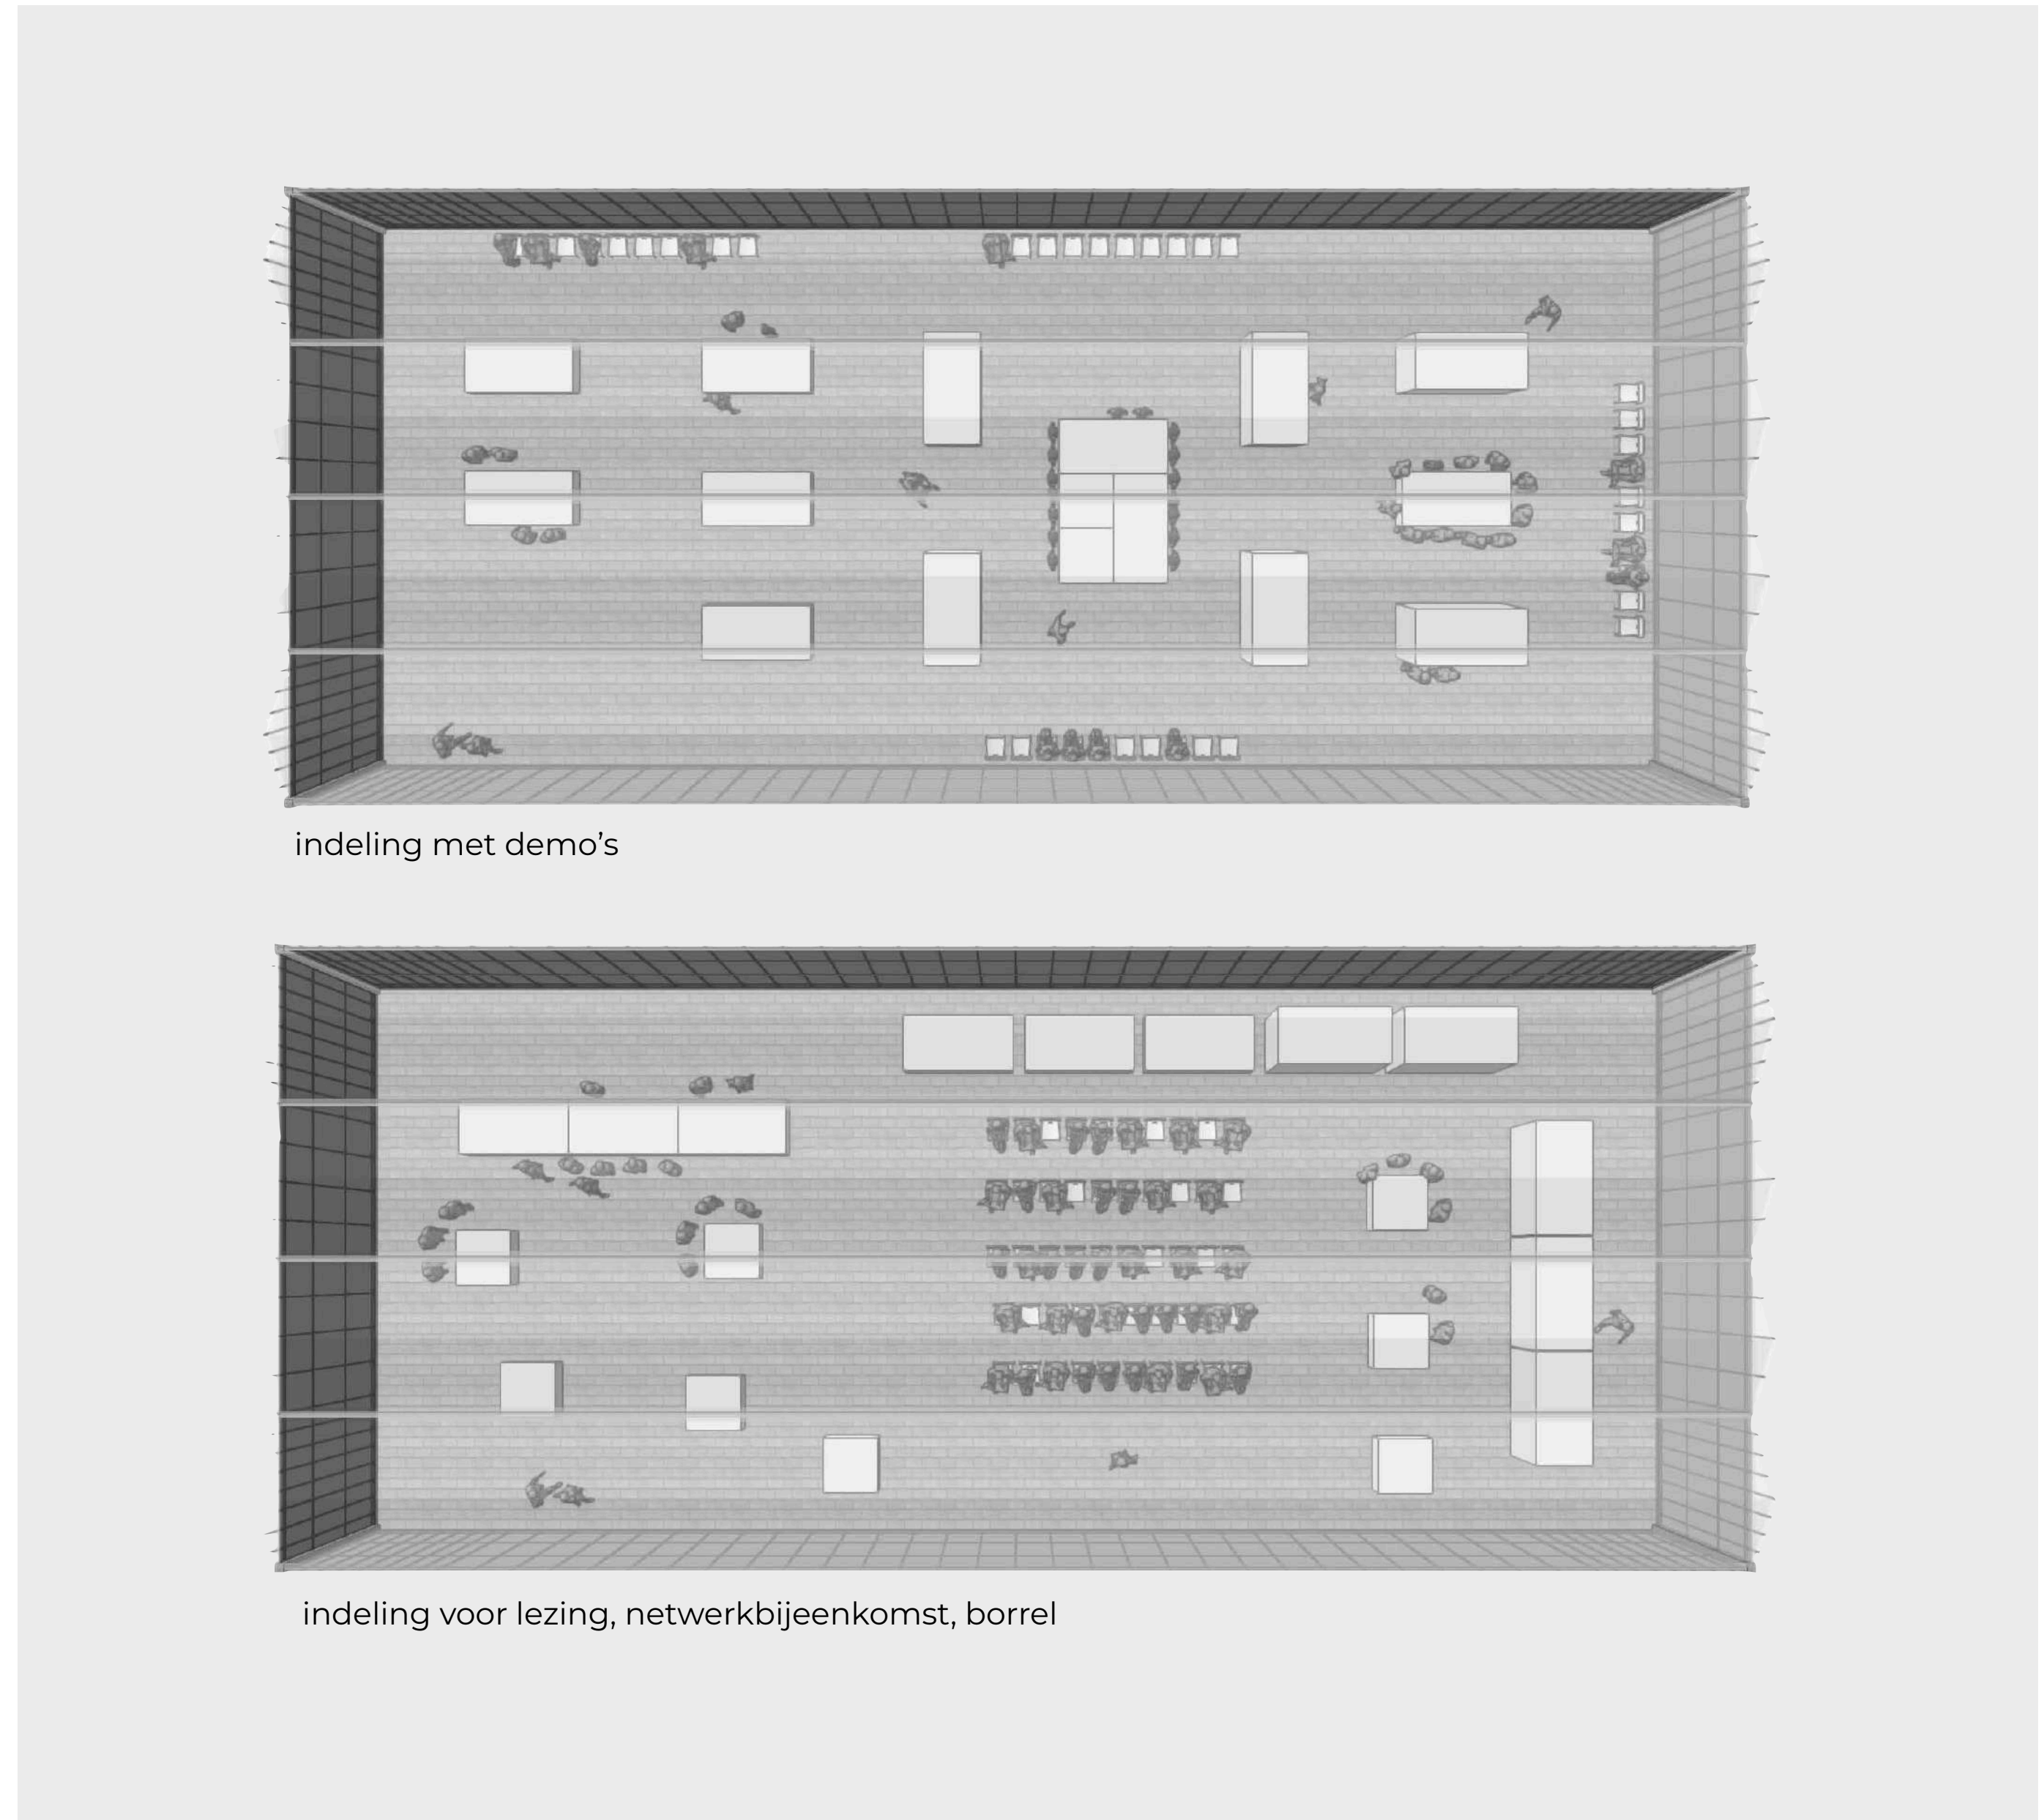 indeling met demo’s
indeling voor lezing, netwerkbijeenkomst, borrel